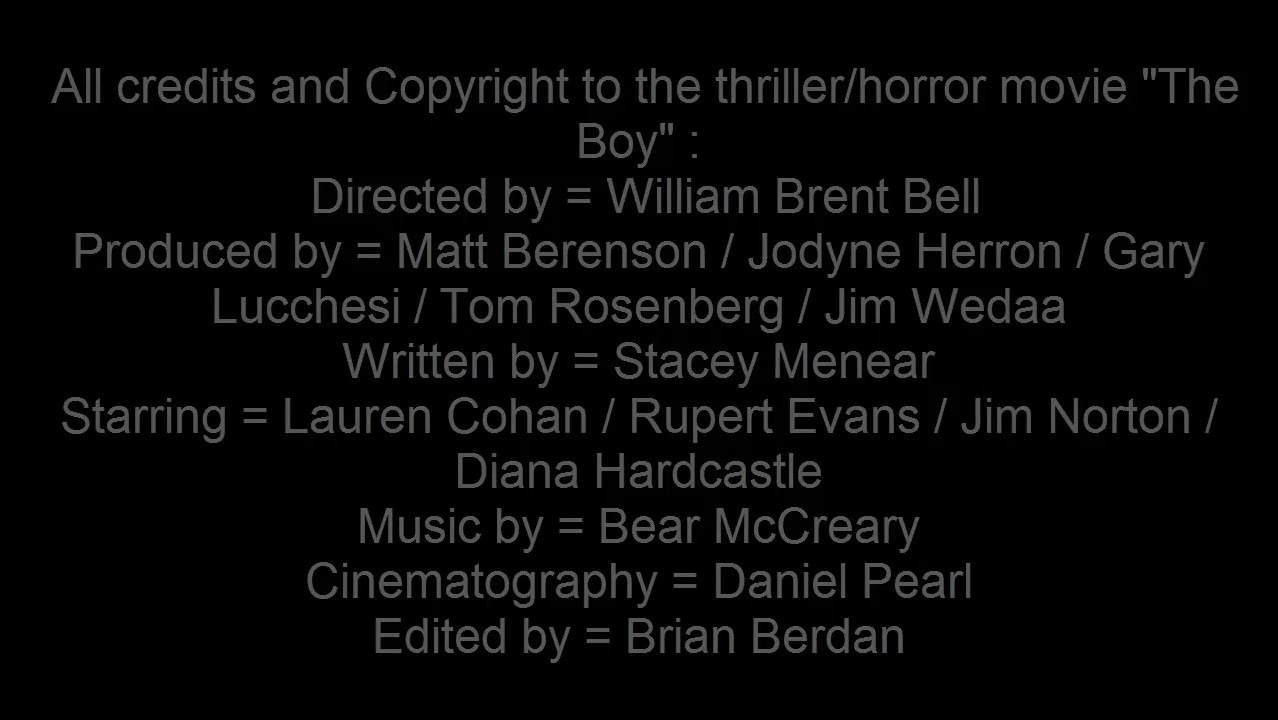 All credits and Copyright to the thriller/horror movie "The
Boy" :
Directed by = William Brent Bell
Produced by = Matt Berenson / Jodyne Herron / Gary
Lucchesi / Tom Rosenberg / Jim Wedaa
Written by = Stacey Menear
Starring = Lauren Cohan / Rupert Evans / Jim Norton /
Diana Hardcastle
Music by = Bear McCreary
Cinematography = Daniel Pearl
Edited by = Brian Berdan